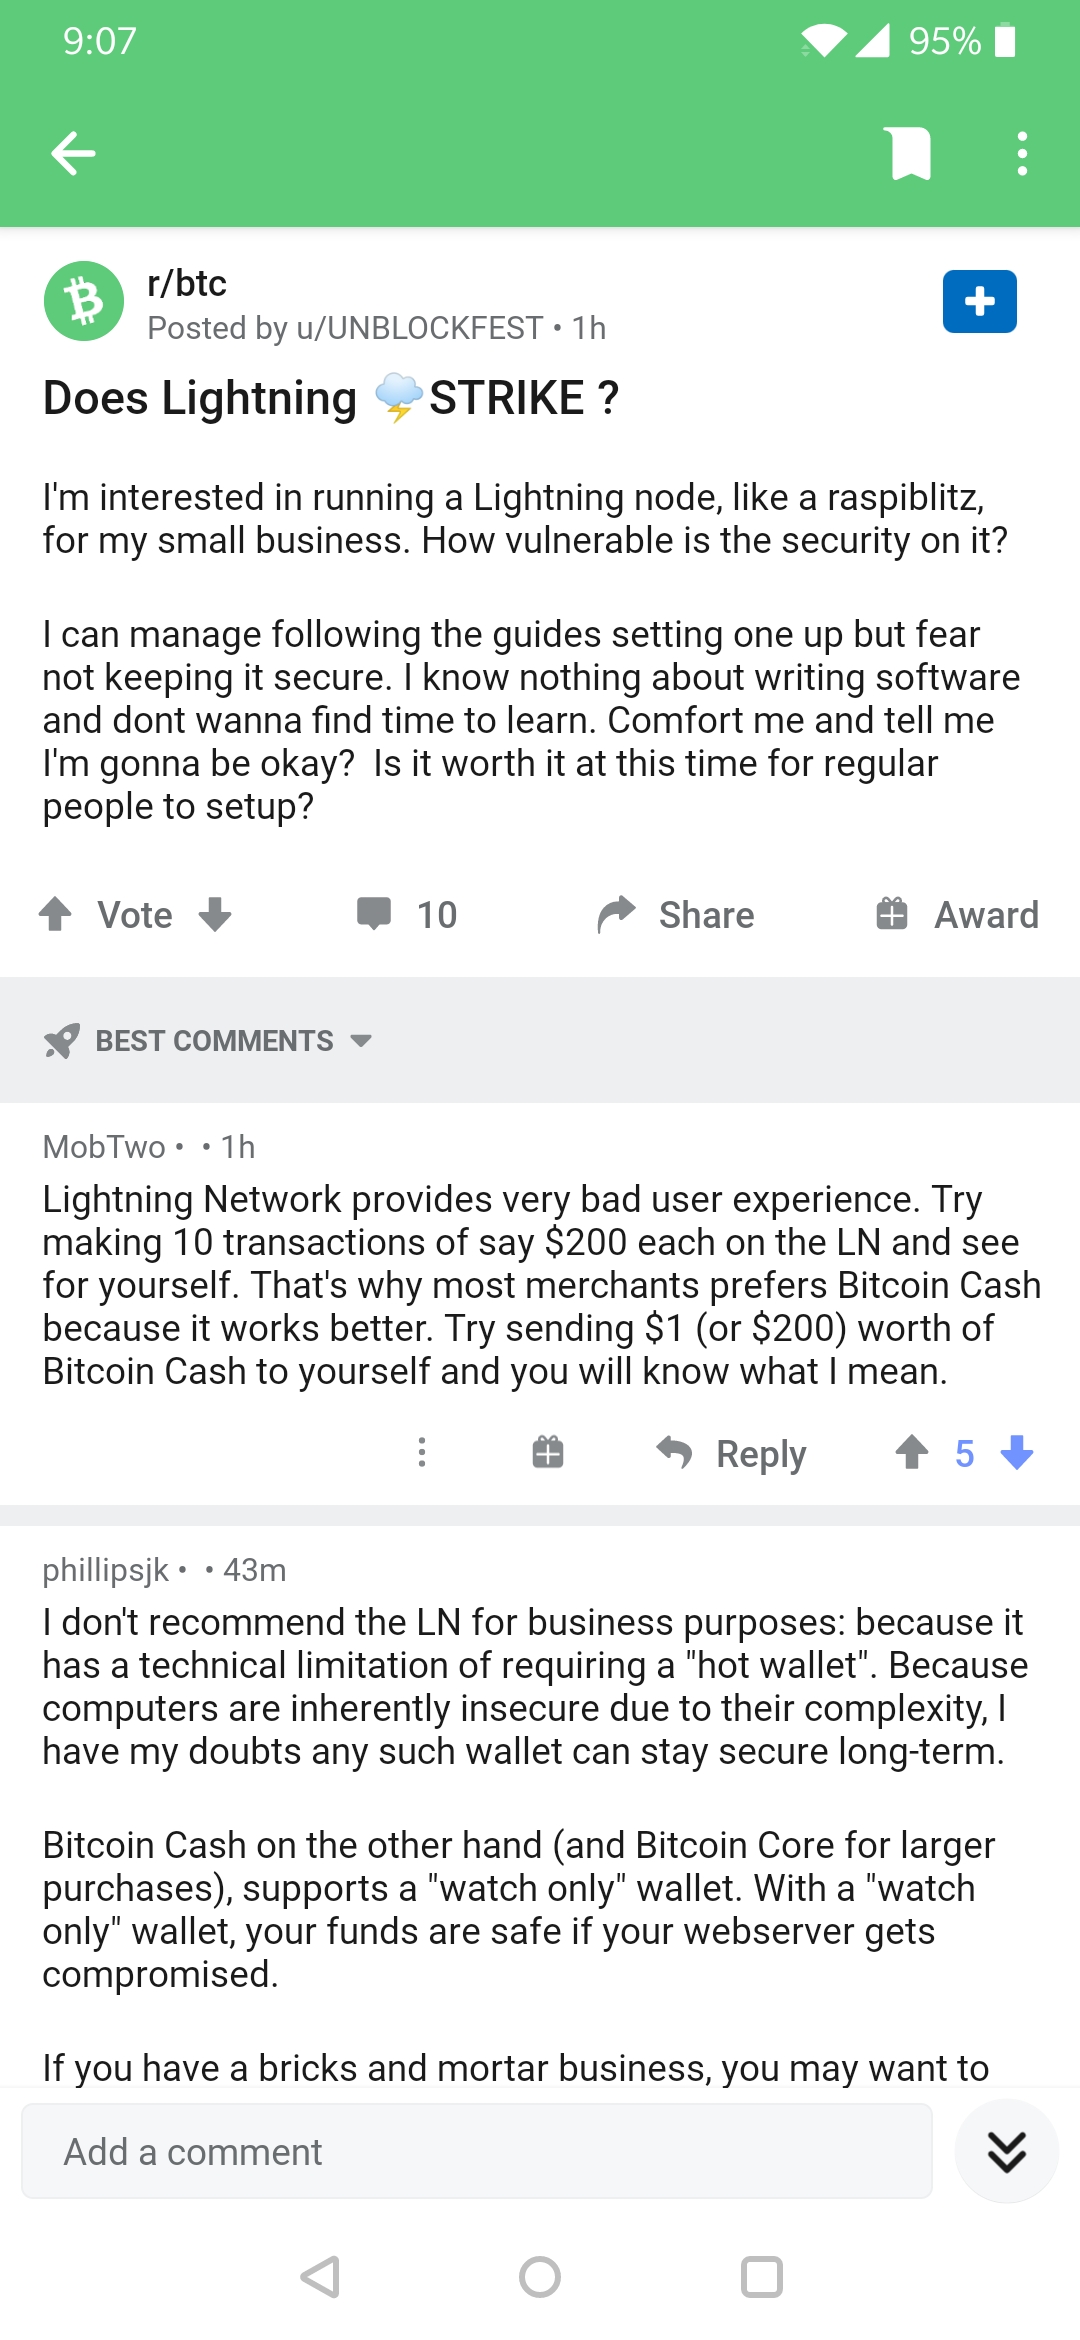 9:07
95%
r/btc
Posted by u/UNBLOCKFEST • 1h
Does Lightning 🌩️STRIKE ?
I'm interested in running a Lightning node, like a raspiblitz,
for my small business. How vulnerable is the security on it?
I can manage following the guides setting one up but fear
not keeping it secure. I know nothing about writing software
and dont wanna find time to learn. Comfort me and tell me
I'm gonna be okay?  Is it worth it at this time for regular
people to setup?
Vote
10
Share
Award
BEST COMMENTS
MobTwo • • 1h
Lightning Network provides very bad user experience. Try
making 10 transactions of say $200 each on the LN and see
for yourself. That's why most merchants prefers Bitcoin Cash
because it works better. Try sending $1 (or $200) worth of
Bitcoin Cash to yourself and you will know what I mean.
Reply
5
phillipsjk • • 43m
I don't recommend the LN for business purposes: because it
has a technical limitation of requiring a "hot wallet". Because
computers are inherently insecure due to their complexity, I
have my doubts any such wallet can stay secure long-term.
Bitcoin Cash on the other hand (and Bitcoin Core for larger
purchases), supports a "watch only" wallet. With a "watch
only" wallet, your funds are safe if your webserver gets
compromised.
If you have a bricks and mortar business, you may want to
Add a comment